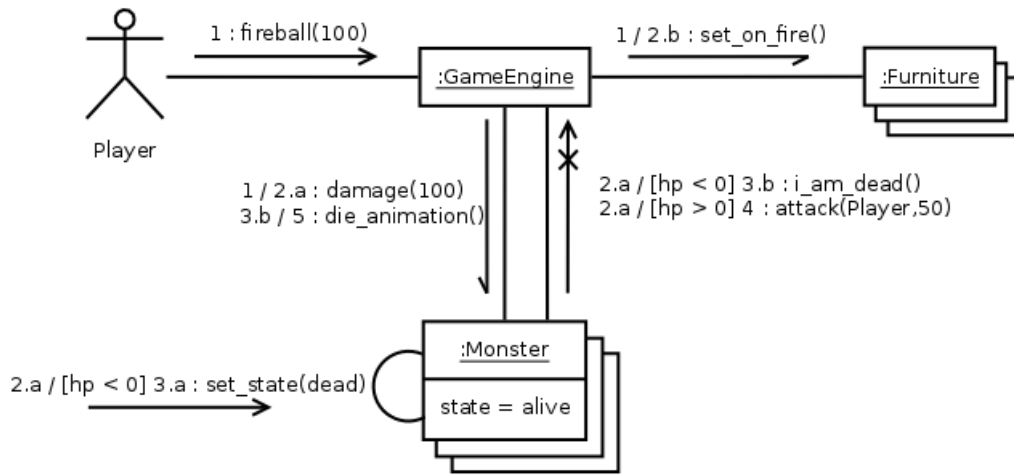 1 : fireball(100)
1 / 2.b : set_on_fire()
:GameEngine
:Furniture
Player
1 / 2.a : damage(100)
3.b / 5 : die_animation()
2.a / [hp < 0] 3.b : i_am_dead()
2.a / [hp > 0] 4 : attack(Player,50)
:Monster
2.a / [hp < 0] 3.a : set_state(dead)
state = alive